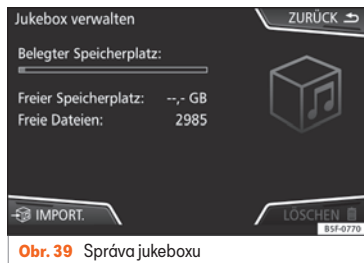 Jukebox verwalten
ZURÜCK
Belegter Speicherplatz:
Freier Speicherplatz: --,- GB
Freie Dateien: 2985
IMPORT.
LÖSCHEN
B5F-0770
Obr. 39 Správa jukeboxu